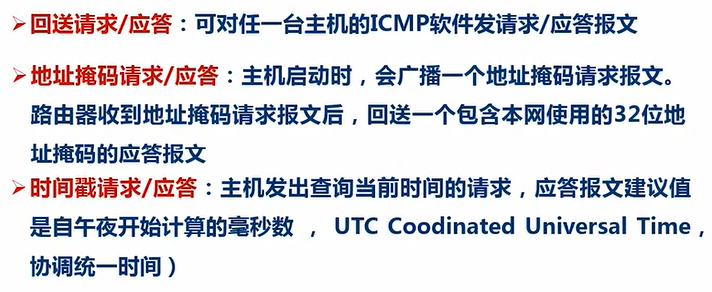 ➢回送请求/应答：可对任一台主机的ICMP软件发请求/应答报文
➢地址掩码请求/应答：主机启动时，会广播一个地址掩码请求报文。
路由器收到地址掩码请求报文后，回送一个包含本网使用的32位地
址掩码的应答报文
➢时间戳请求/应答：主机发出查询当前时间的请求，应答报文建议值
是自午夜开始计算的毫秒数 ， UTC Coodinated Universal Time，
协调统一时间）